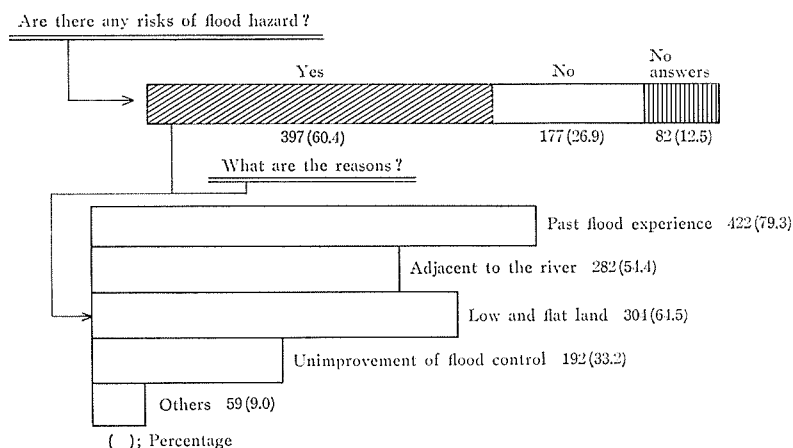 Are there any risks of flood hazard?
Yes
No
No
answers
397(60.4)
177(26.9)
82(12.5)
What are the reasons?
Past flood experience 422(79.3)
Adjacent to the river 282(54.4)
Low and flat land 304(64.5)
Unimprovement of flood control 192(33.2)
Others 59(9.0)
( ); Percentage